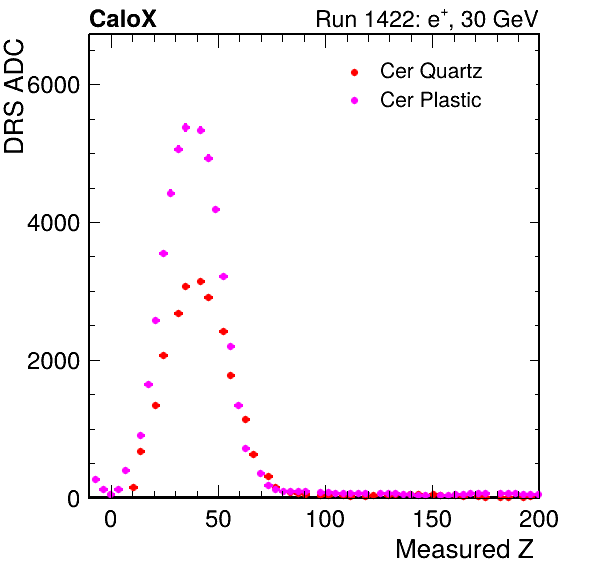 CaloX Run 1422: e⁺, 30 GeV
DRS ADC
Cer Quartz
Cer Plastic
6000
4000
2000
0
0 50 100 150 200
Measured Z